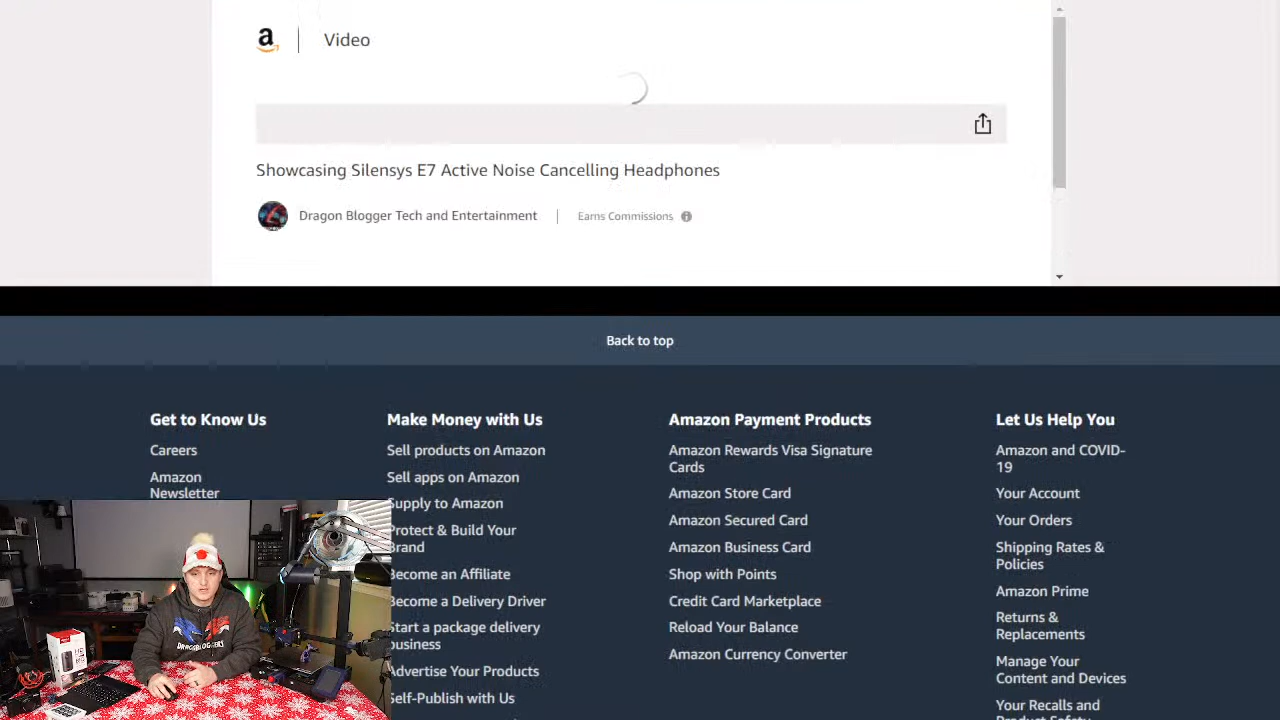 a
Video
Showcasing Silensys E7 Active Noise Cancelling Headphones
Dragon Blogger Tech and Entertainment
Earns Commissions
Back to top
Get to Know Us
Careers
Amazon
Newsletter
Make Money with Us
Sell products on Amazon
Sell apps on Amazon
Supply to Amazon
Protect & Build Your
Brand
Become an Affiliate
Become a Delivery Driver
Start a package delivery
business
Advertise Your Products
Self-Publish with Us
Amazon Payment Products
Amazon Rewards Visa Signature
Cards
Amazon Store Card
Amazon Secured Card
Amazon Business Card
Shop with Points
Credit Card Marketplace
Reload Your Balance
Amazon Currency Converter
Let Us Help You
Amazon and COVID-
19
Your Account
Your Orders
Shipping Rates &
Policies
Amazon Prime
Returns &
Replacements
Manage Your
Content and Devices
Your Recalls and
Product Safety
DRAGONBLOGGERS